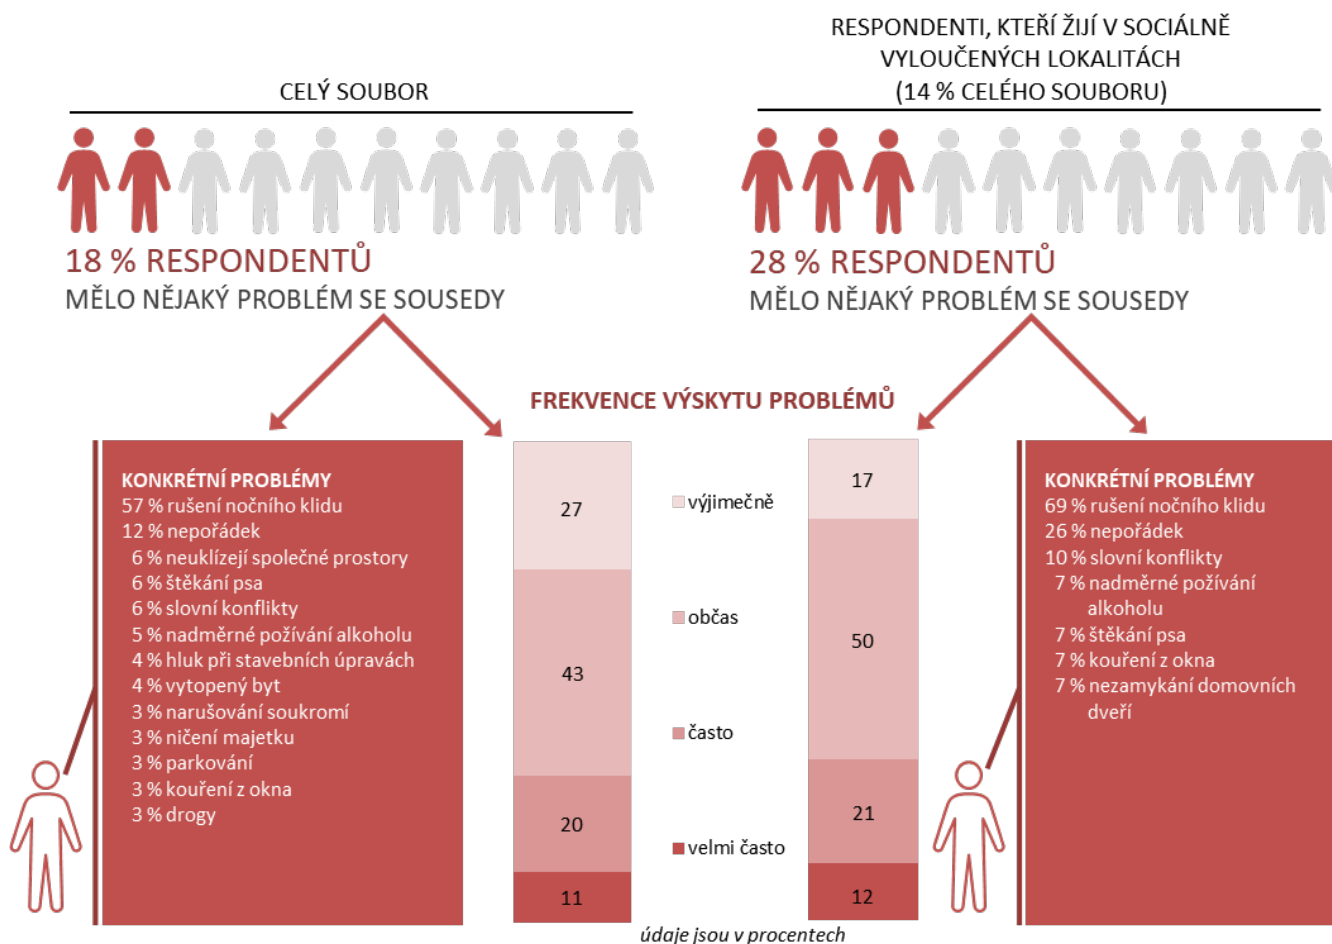 CELÝ SOUBOR
18 % RESPONDENTŮ
MĚLO NĚJAKÝ PROBLÉM SE SOUSEDY
RESPONDENTI, KTEŘÍ ŽIJÍ V SOCIÁLNĚ
VYLOUČENÝCH LOKALITÁCH
(14 % CELÉHO SOUBORU)
28 % RESPONDENTŮ
MĚLO NĚJAKÝ PROBLÉM SE SOUSEDY
FREKVENCE VÝSKYTU PROBLÉMŮ
KONKRÉTNÍ PROBLÉMY
57 % rušení nočního klidu
12 % nepořádek
6 % neuklízejí společné prostory
6 % štěkání psa
6 % slovní konflikty
5 % nadměrné požívání alkoholu
4 % hluk při stavebních úpravách
4 % vytopený byt
3 % narušování soukromí
3 % ničení majetku
3 % parkování
3 % kouření z okna
3 % drogy
27
43
20
11
výjimečně
občas
často
velmi často
17
50
21
12
KONKRÉTNÍ PROBLÉMY
69 % rušení nočního klidu
26 % nepořádek
10 % slovní konflikty
7 % nadměrné požívání
alkoholu
7 % štěkání psa
7 % kouření z okna
7 % nezamykání domovních
dveří
údaje jsou v procentech